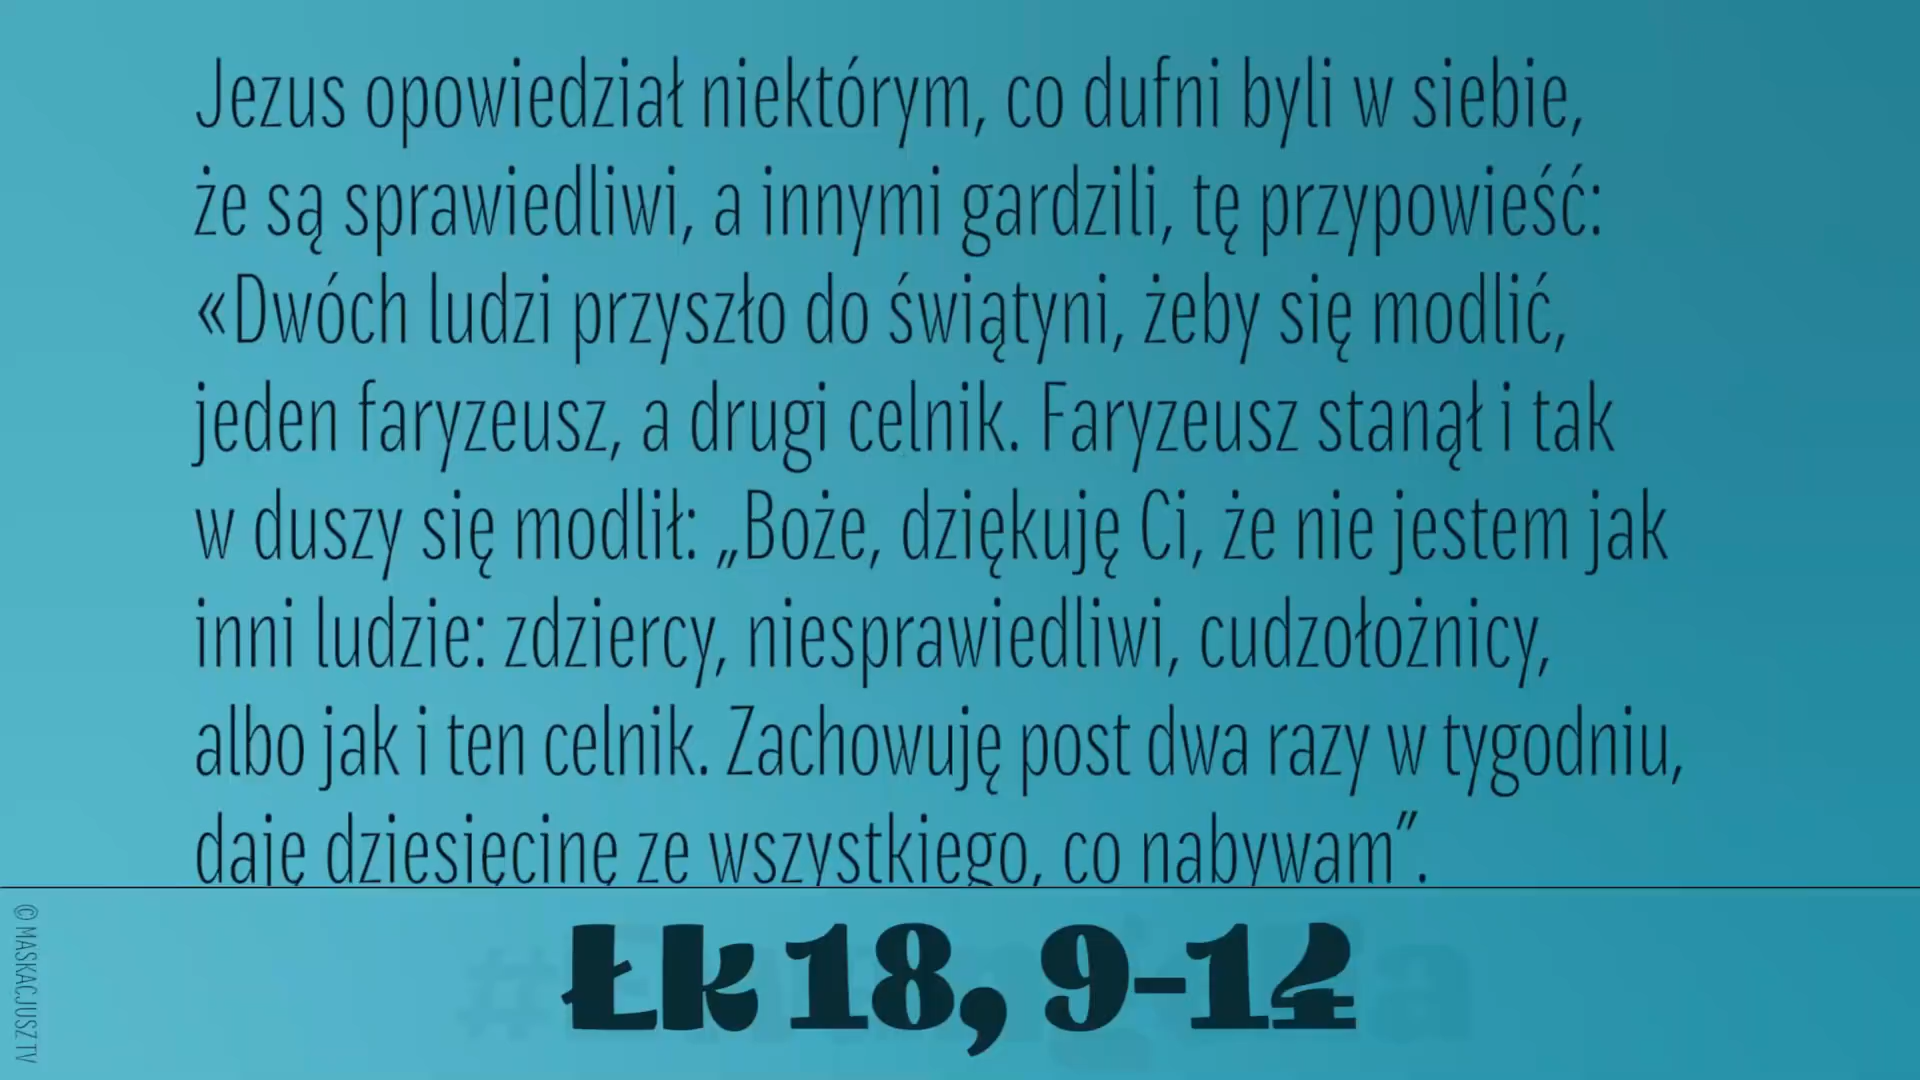 Jezus opowiedział niektórym, co dufni byli w siebie,
że są sprawiedliwi, a innymi gardzili, tę przypowieść:
«Dwóch ludzi przyszło do świątyni, żeby się modlić,
jeden faryzeusz, a drugi celnik. Faryzeusz stanął i tak
w duszy się modlił: „Boże, dziękuję Ci, że nie jestem jak
inni ludzie: zdziercy, niesprawiedliwi, cudzołożnicy,
albo jak i ten celnik. Zachowuję post dwa razy w tygodniu,
daję dziesięcinę ze wszystkiego, co nabywam”.
Łk 18, 9-14
© MASKACJUSZ TV